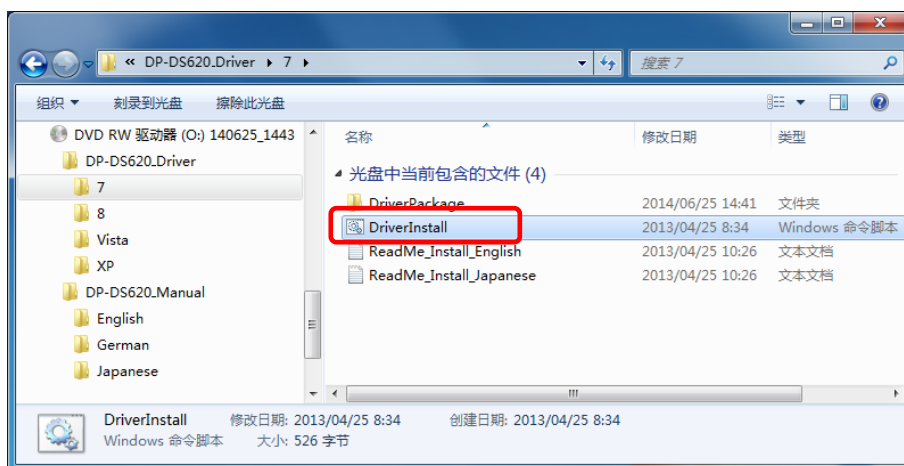 « DP-DS620.Driver ▸ 7 ▸ 搜索 7
组织 ▼ 刻录到光盘 擦除此光盘
DVD RW 驱动器 (O:) 140625_1443
DP-DS620.Driver
7
8
Vista
XP
DP-DS620.Manual
English
German
Japanese
名称 修改日期 类型
光盘中当前包含的文件 (4)
DriverPackage 2014/06/25 14:41 文件夹
DriverInstall 2013/04/25 8:34 Windows 命令脚本
ReadMe_Install_English 2013/04/25 10:26 文本文档
ReadMe_Install_Japanese 2013/04/25 10:26 文本文档
DriverInstall 修改日期: 2013/04/25 8:34 创建日期: 2013/04/25 8:34
Windows 命令脚本 大小: 526 字节